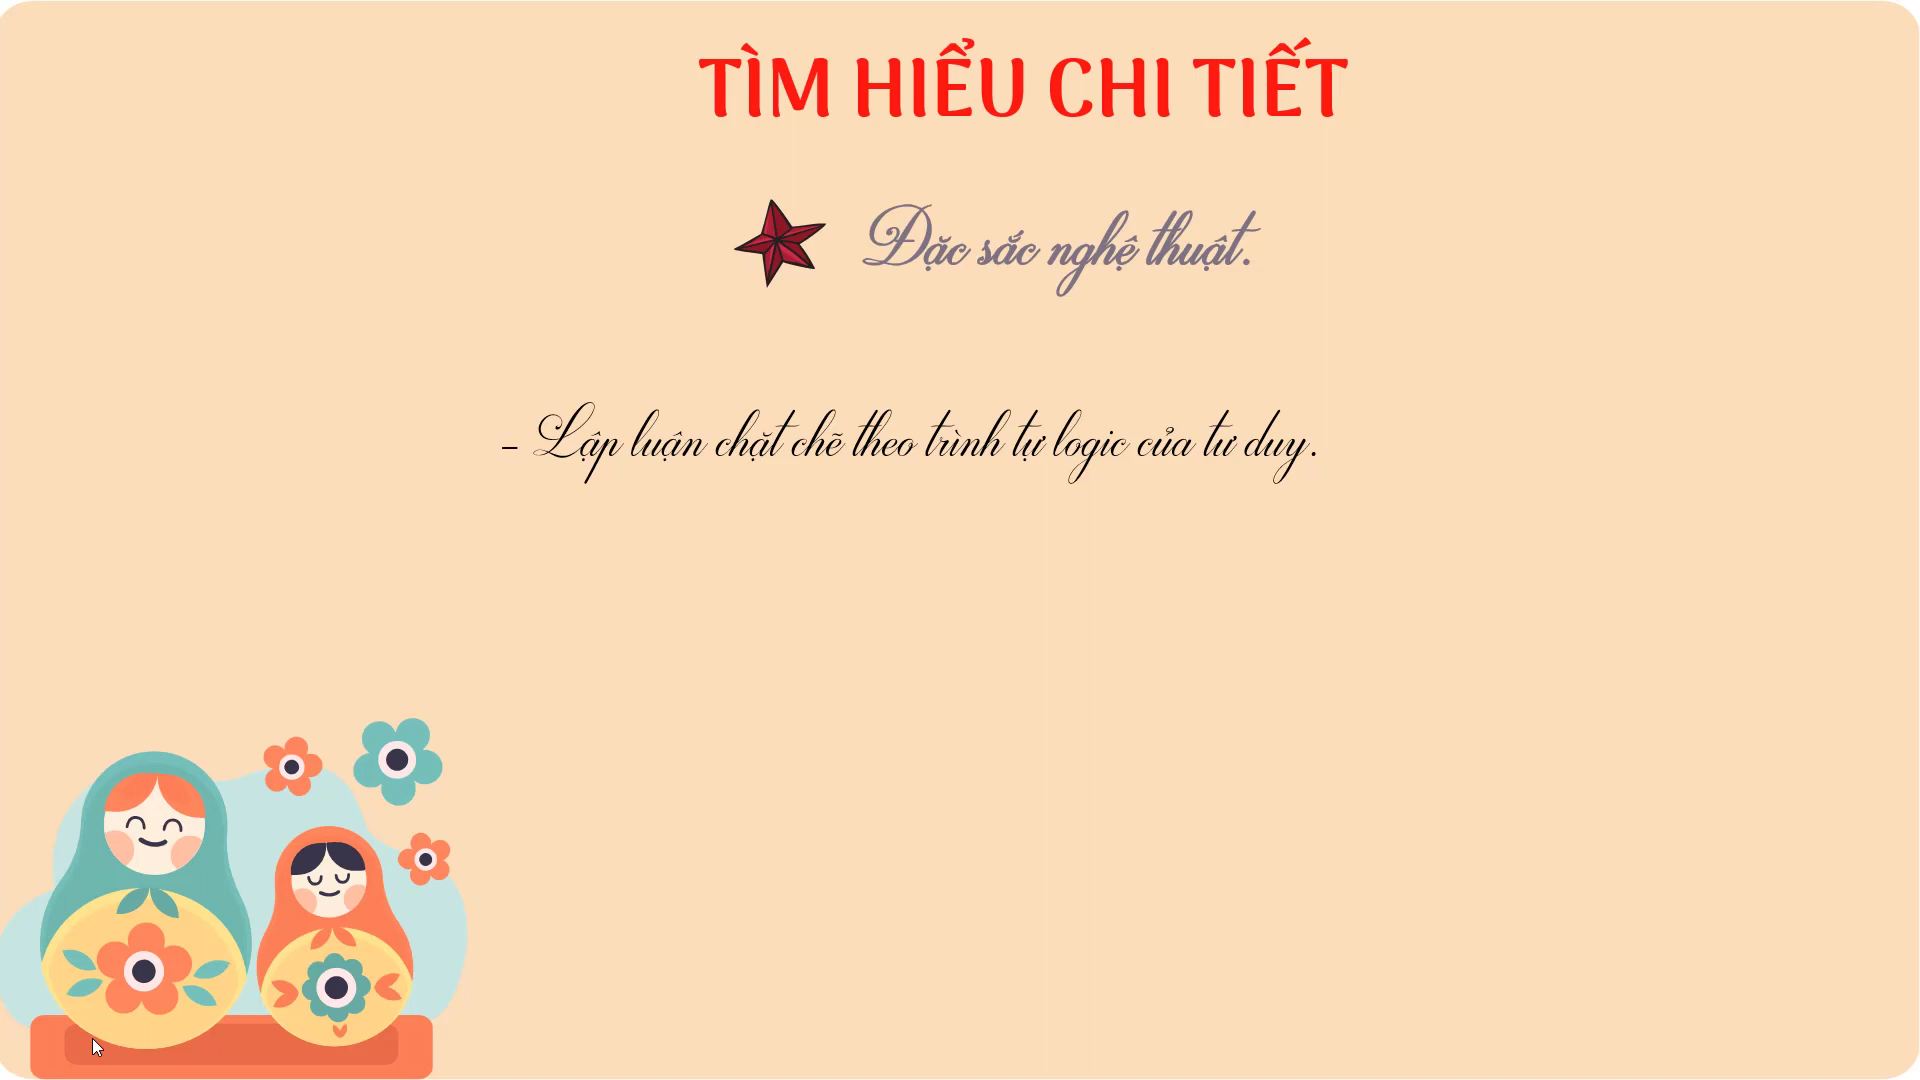 TÌM HIỂU CHI TIẾT
Đặc sắc nghệ thuật.
- Lập luận chặt chẽ theo trình tự logic của tư duy.